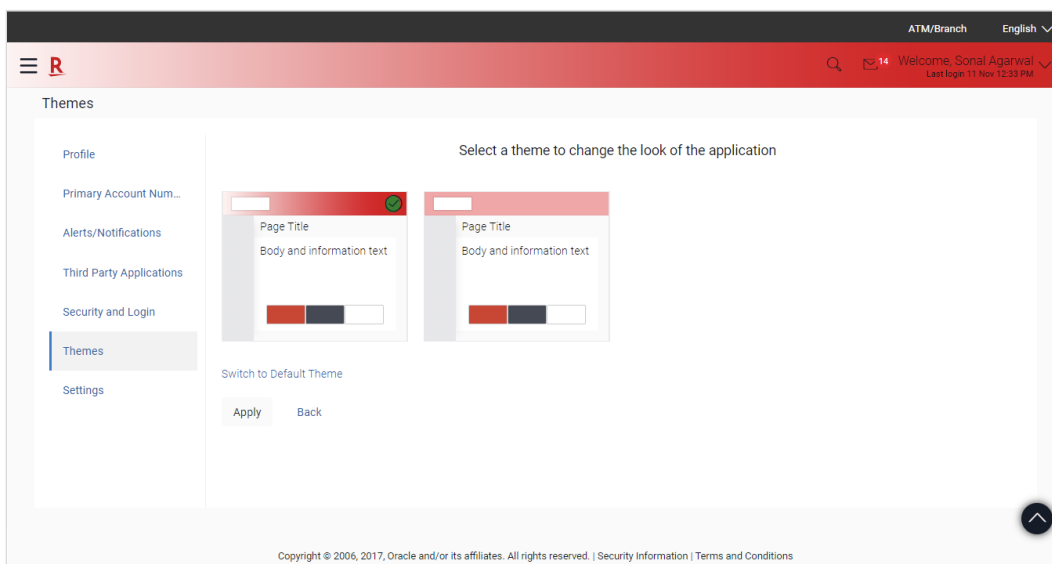 ATM/Branch English
R 14 Welcome, Sonal Agarwal
Last login 11 Nov 12:33 PM
Themes
Profile
Primary Account Num...
Alerts/Notifications
Third Party Applications
Security and Login
Themes
Settings
Select a theme to change the look of the application
Page Title
Body and information text
Page Title
Body and information text
Switch to Default Theme
Apply Back
Copyright © 2006, 2017, Oracle and/or its affiliates. All rights reserved. | Security Information | Terms and Conditions